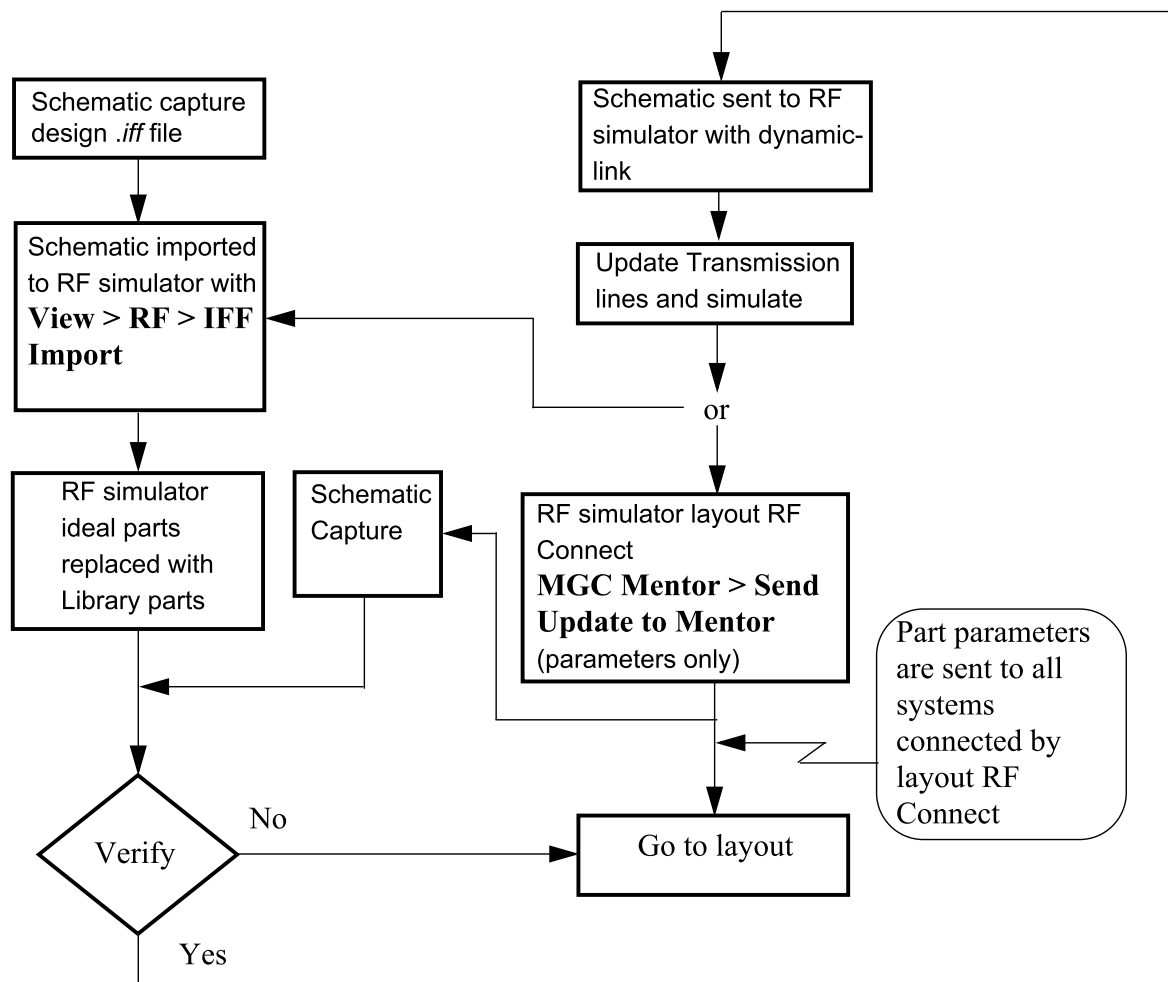 Schematic capture
design .iff file
Schematic imported
to RF simulator with
View > RF > IFF
Import
RF simulator
ideal parts
replaced with
Library parts
Schematic
Capture
Verify
No
Yes
Schematic sent to RF
simulator with dynamic-
link
Update Transmission
lines and simulate
or
RF simulator layout RF
Connect
MGC Mentor > Send
Update to Mentor
(parameters only)
Part parameters
are sent to all
systems
connected by
layout RF
Connect
Go to layout